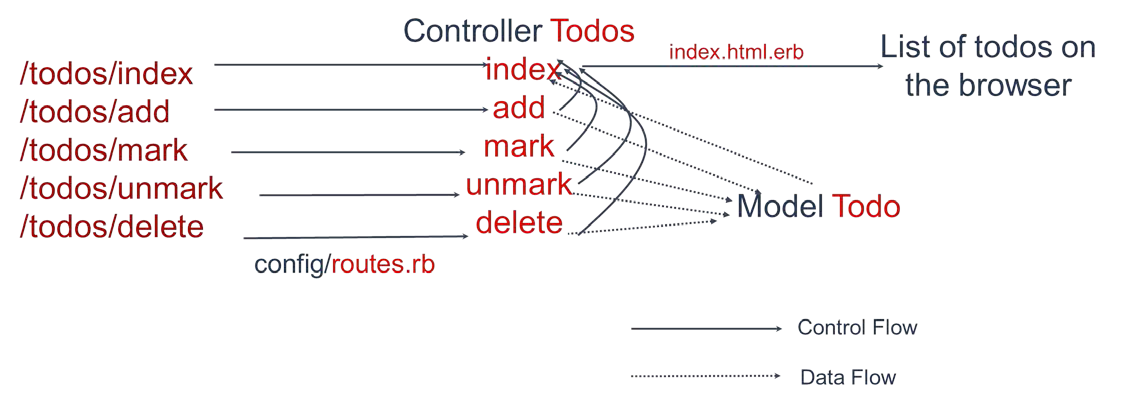 Controller Todos
/todos/index
/todos/add
/todos/mark
/todos/unmark
/todos/delete
config/routes.rb
index
add
mark
unmark
delete
index.html.erb
List of todos on
the browser
Model Todo
Control Flow
Data Flow